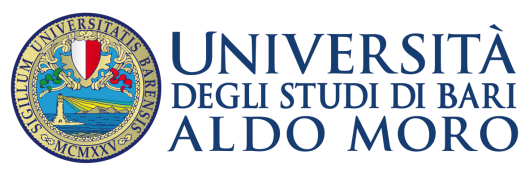 SIGILLUM UNIVERSITATIS BARENSIS
MCMXXV
UNIVERSITÀ
DEGLI STUDI DI BARI
ALDO MORO